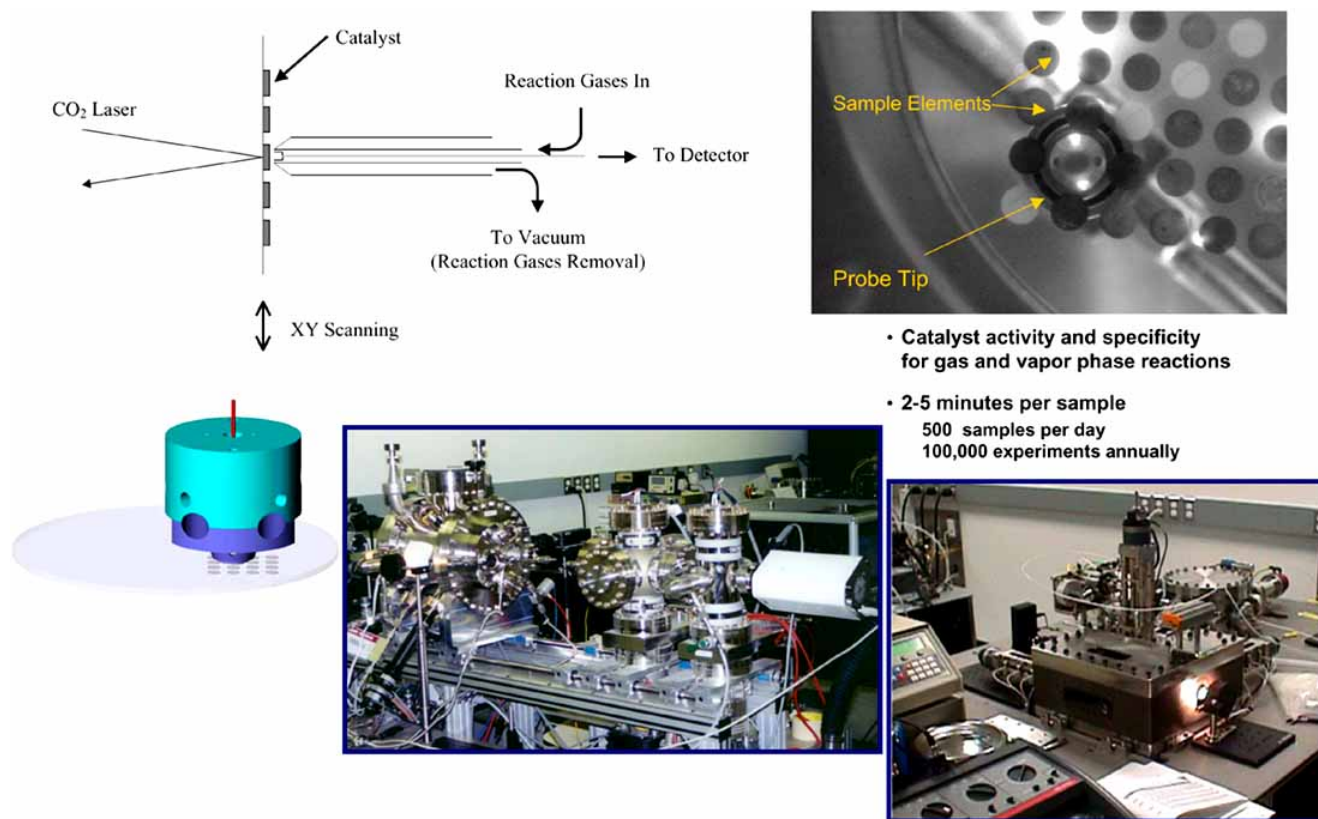 Catalyst
Reaction Gases In
CO₂ Laser
To Detector
To Vacuum
(Reaction Gases Removal)
XY Scanning
Sample Elements
Probe Tip
• Catalyst activity and specificity
for gas and vapor phase reactions
• 2-5 minutes per sample
500 samples per day
100,000 experiments annually